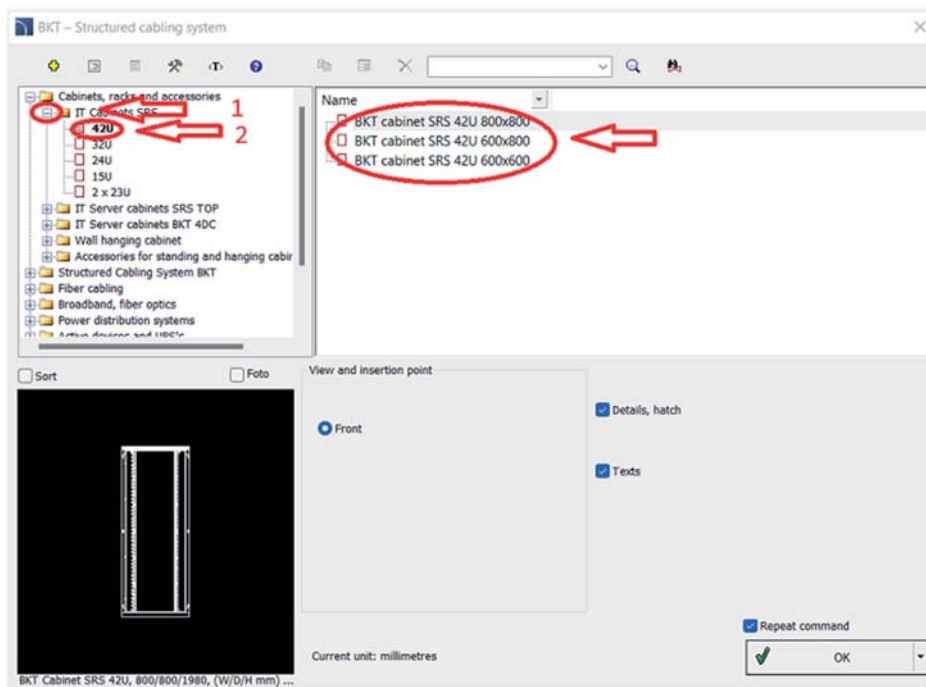 BKT – Structured cabling system
Cabinets, racks and accessories
IT Cabinets SRS
1
42U
2
32U
24U
15U
2 x 23U
IT Server cabinets SRS TOP
IT Server cabinets BKT 4DC
Wall hanging cabinet
Accessories for standing and hanging cabir
Structured Cabling System BKT
Fiber cabling
Broadband, fiber optics
Power distribution systems
Active devices and UPS's
Name
BKT cabinet SRS 42U 800x800
BKT cabinet SRS 42U 600x800
BKT cabinet SRS 42U 600x600
Sort
Foto
View and insertion point
Front
Details, hatch
Texts
Repeat command
Current unit: millimetres
OK
BKT Cabinet SRS 42U, 800/800/1980, (W/D/H mm) ...